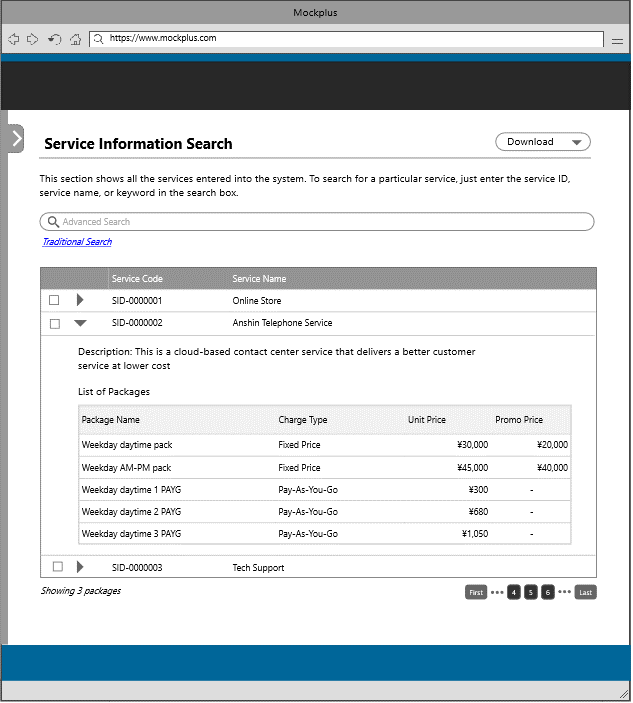 Mockplus
https://www.mockplus.com
Service Information Search
Download
This section shows all the services entered into the system. To search for a particular service, just enter the service ID,
service name, or keyword in the search box.
Advanced Search
Traditional Search
Service Code Service Name
SID-0000001 Online Store
SID-0000002 Anshin Telephone Service
Description: This is a cloud-based contact center service that delivers a better customer
service at lower cost
List of Packages
Package Name Charge Type Unit Price Promo Price
Weekday daytime pack Fixed Price ¥30,000 ¥20,000
Weekday AM-PM pack Fixed Price ¥45,000 ¥40,000
Weekday daytime 1 PAYG Pay-As-You-Go ¥300 -
Weekday daytime 2 PAYG Pay-As-You-Go ¥680 -
Weekday daytime 3 PAYG Pay-As-You-Go ¥1,050 -
SID-0000003 Tech Support
Showing 3 packages
First ••• 4 5 6 ••• Last